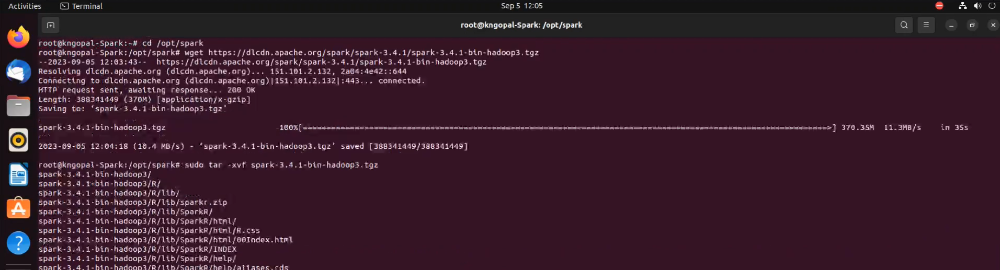 Activities Terminal Sep 5 12:05
root@kngopal-Spark: /opt/spark
root@kngopal-Spark:~# cd /opt/spark
root@kngopal-Spark:/opt/spark# wget https://dlcdn.apache.org/spark/spark-3.4.1/spark-3.4.1-bin-hadoop3.tgz
--2023-09-05 12:03:43-- https://dlcdn.apache.org/spark/spark-3.4.1/spark-3.4.1-bin-hadoop3.tgz
Resolving dlcdn.apache.org (dlcdn.apache.org)... 151.101.2.132, 2a04:4e42::644
Connecting to dlcdn.apache.org (dlcdn.apache.org)|151.101.2.132|:443... connected.
HTTP request sent, awaiting response... 200 OK
Length: 388341449 (370M) [application/x-gzip]
Saving to: ‘spark-3.4.1-bin-hadoop3.tgz’
spark-3.4.1-bin-hadoop3.tgz 100%[==============================================================================================================>] 370.35M 11.3MB/s in 35s
2023-09-05 12:04:18 (10.4 MB/s) - ‘spark-3.4.1-bin-hadoop3.tgz’ saved [388341449/388341449]
root@kngopal-Spark:/opt/spark# sudo tar -xvf spark-3.4.1-bin-hadoop3.tgz
spark-3.4.1-bin-hadoop3/
spark-3.4.1-bin-hadoop3/R/
spark-3.4.1-bin-hadoop3/R/lib/
spark-3.4.1-bin-hadoop3/R/lib/sparkr.zip
spark-3.4.1-bin-hadoop3/R/lib/SparkR/
spark-3.4.1-bin-hadoop3/R/lib/SparkR/html/
spark-3.4.1-bin-hadoop3/R/lib/SparkR/html/R.css
spark-3.4.1-bin-hadoop3/R/lib/SparkR/html/00Index.html
spark-3.4.1-bin-hadoop3/R/lib/SparkR/INDEX
spark-3.4.1-bin-hadoop3/R/lib/SparkR/help/
spark-3.4.1-bin-hadoop3/R/lib/SparkR/help/aliases.rds